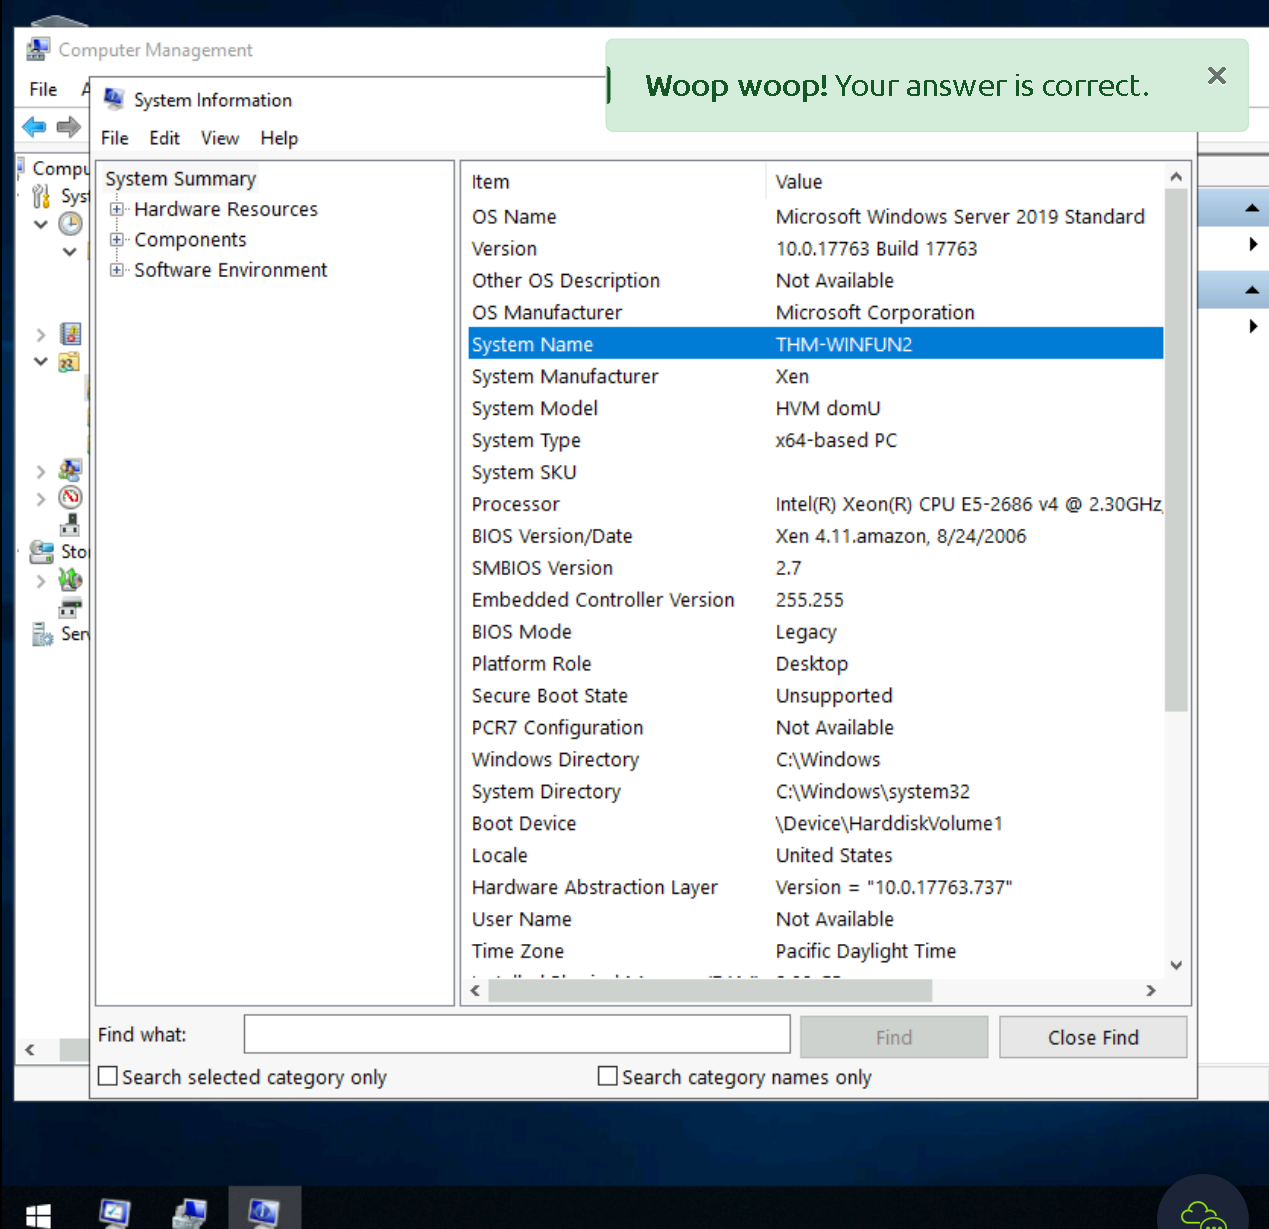 Computer Management
Woop woop! Your answer is correct.
File
System Information
File Edit View Help
System Summary
Hardware Resources
Components
Software Environment
Item Value
OS Name Microsoft Windows Server 2019 Standard
Version 10.0.17763 Build 17763
Other OS Description Not Available
OS Manufacturer Microsoft Corporation
System Name THM-WINFUN2
System Manufacturer Xen
System Model HVM domU
System Type x64-based PC
System SKU
Processor Intel(R) Xeon(R) CPU E5-2686 v4 @ 2.30GHz,
BIOS Version/Date Xen 4.11.amazon, 8/24/2006
SMBIOS Version 2.7
Embedded Controller Version 255.255
BIOS Mode Legacy
Platform Role Desktop
Secure Boot State Unsupported
PCR7 Configuration Not Available
Windows Directory C:\Windows
System Directory C:\Windows\system32
Boot Device \Device\HarddiskVolume1
Locale United States
Hardware Abstraction Layer Version = "10.0.17763.737"
User Name Not Available
Time Zone Pacific Daylight Time
Find what: Find Close Find
Search selected category only Search category names only